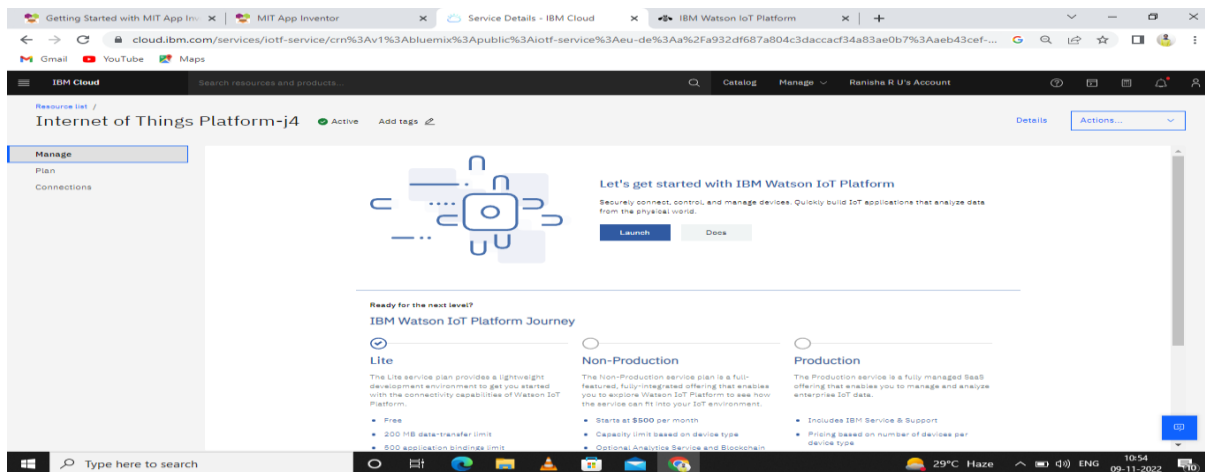 Getting Started with MIT App Inv
MIT App Inventor
Service Details - IBM Cloud
IBM Watson IoT Platform
cloud.ibm.com/services/iotf-service/crn%3Av1%3Abluemix%3Apublic%3Aiotf-service%3Aeu-de%3Aa%2Fa932df687a804c3daccacf34a83ae0b7%3Aaeb43cef-...
Gmail
YouTube
Maps
IBM Cloud
Search resources and products...
Catalog
Manage
Ranisha R U's Account
Resource list /
Internet of Things Platform-j4
Active
Add tags
Details
Actions...
Manage
Plan
Connections
Let's get started with IBM Watson IoT Platform
Securely connect, control, and manage devices. Quickly build IoT applications that analyze data
from the physical world.
Launch
Docs
Ready for the next level?
IBM Watson IoT Platform Journey
Lite
The Lite service plan provides a lightweight
development environment to get you started
with the connectivity capabilities of Watson IoT
Platform.
Free
200 MB data-transfer limit
500 application bindings limit
Non-Production
The Non-Production service plan is a full-
featured, fully-integrated offering that enables
you to explore Watson IoT Platform to see how
the service can fit into your IoT environment.
Starts at $500 per month
Capacity limit based on device type
Optional Analytics Service and Blockchain
Production
The Production service is a fully managed SaaS
offering that enables you to manage and analyze
enterprise IoT data.
Includes IBM Service & Support
Pricing based on number of devices per
device type
Type here to search
29°C Haze
ENG
10:54
09-11-2022
10